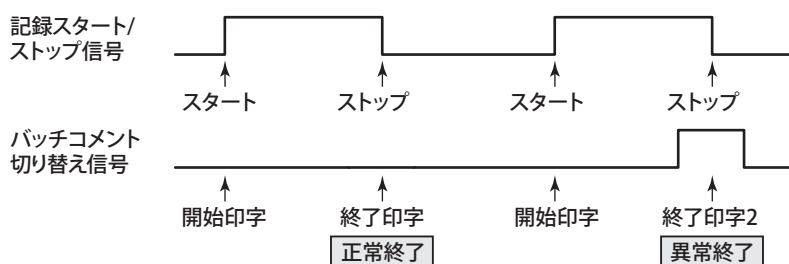 記録スタート/
ストップ信号
スタート ストップ スタート ストップ
バッチコメント
切り替え信号
開始印字 終了印字 開始印字 終了印字2
正常終了 異常終了